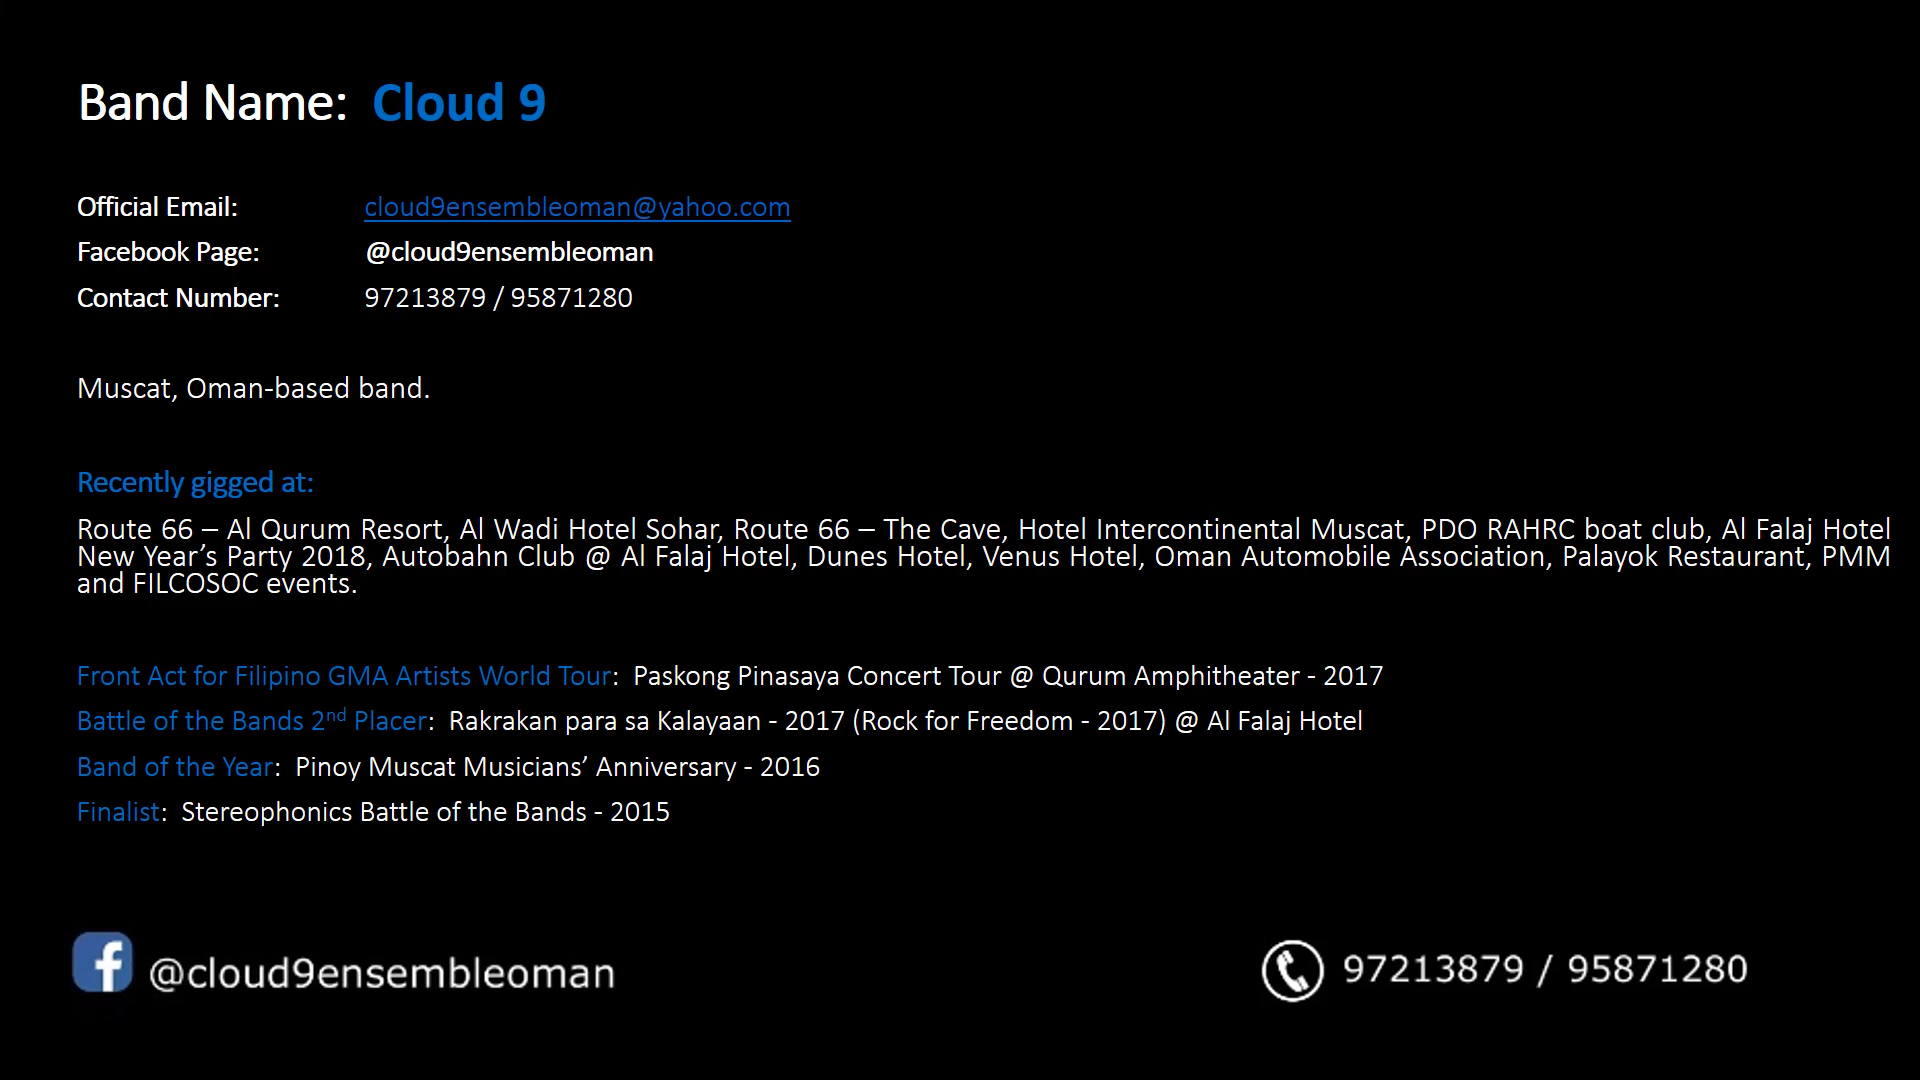 Band Name: Cloud 9
Official Email: cloud9ensembleoman@yahoo.com
Facebook Page: @cloud9ensembleoman
Contact Number: 97213879 / 95871280
Muscat, Oman-based band.
Recently gigged at:
Route 66 – Al Qurum Resort, Al Wadi Hotel Sohar, Route 66 – The Cave, Hotel Intercontinental Muscat, PDO RAHRC boat club, Al Falaj Hotel
New Year’s Party 2018, Autobahn Club @ Al Falaj Hotel, Dunes Hotel, Venus Hotel, Oman Automobile Association, Palayok Restaurant, PMM
and FILCOSOC events.
Front Act for Filipino GMA Artists World Tour: Paskong Pinasaya Concert Tour @ Qurum Amphitheater - 2017
Battle of the Bands 2nd Placer: Rakrakan para sa Kalayaan - 2017 (Rock for Freedom - 2017) @ Al Falaj Hotel
Band of the Year: Pinoy Muscat Musicians’ Anniversary - 2016
Finalist: Stereophonics Battle of the Bands - 2015
@cloud9ensembleoman
97213879 / 95871280